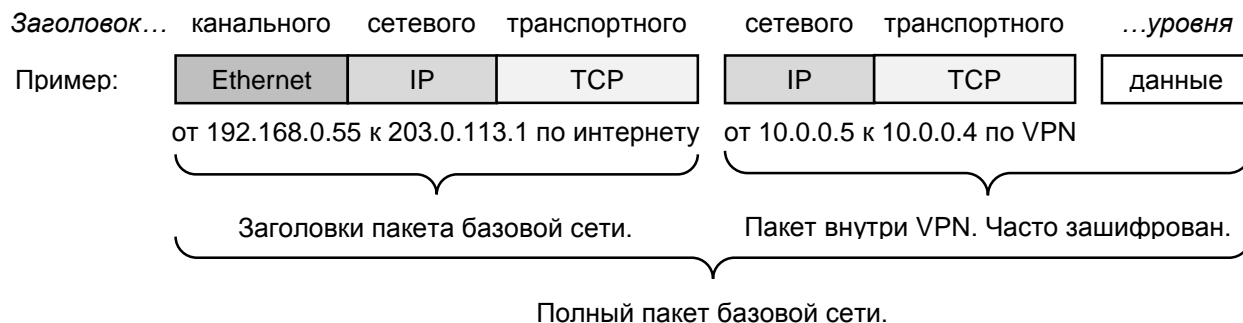 Заголовок… канального сетевого транспортного сетевого транспортного …уровня
Пример: Ethernet IP TCP IP TCP данные
от 192.168.0.55 к 203.0.113.1 по интернету от 10.0.0.5 к 10.0.0.4 по VPN
Заголовки пакета базовой сети. Пакет внутри VPN. Часто зашифрован.
Полный пакет базовой сети.